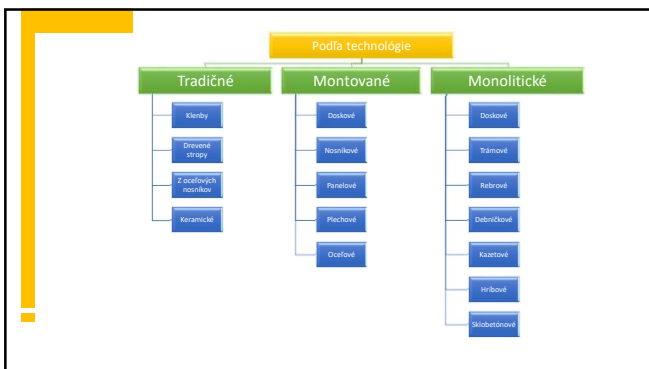 Podľa technológie
Tradičné
Klenby
Drevené
stropy
Z oceľových
nosníkov
Keramické
Montované
Doskové
Nosníkové
Panelové
Plechové
Oceľové
Monolitické
Doskové
Trámové
Rebrové
Debničkové
Kazetové
Hríbové
Sklobetónové